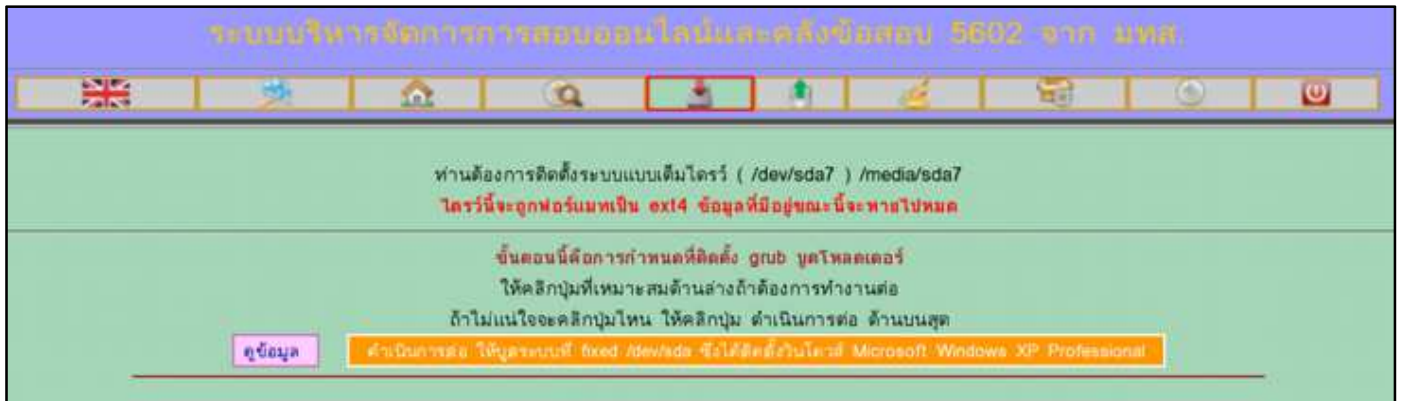 ระบบบริหารจัดการการสอบออนไลน์และคลังข้อสอบ 5602 จาก มทส.
ท่านต้องการติดตั้งระบบแบบเต็มไดรว์ ( /dev/sda7 ) /media/sda7
ไดรว์นี้จะถูกฟอร์แมทเป็น ext4 ข้อมูลที่มีอยู่ขณะนี้จะหายไปหมด
ขั้นตอนนี้คือการกำหนดที่ติดตั้ง grub บูตโหลดเดอร์
ให้คลิกปุ่มที่เหมาะสมด้านล่างถ้าต้องการทำงานต่อ
ถ้าไม่แน่ใจจะคลิกปุ่มไหน ให้คลิกปุ่ม ดำเนินการต่อ ด้านบนสุด
ดูข้อมูล ดำเนินการต่อ ให้บูตระบบที่ fixed /dev/sda ซึ่งได้ติดตั้งวินโดวส์ Microsoft Windows XP Professional